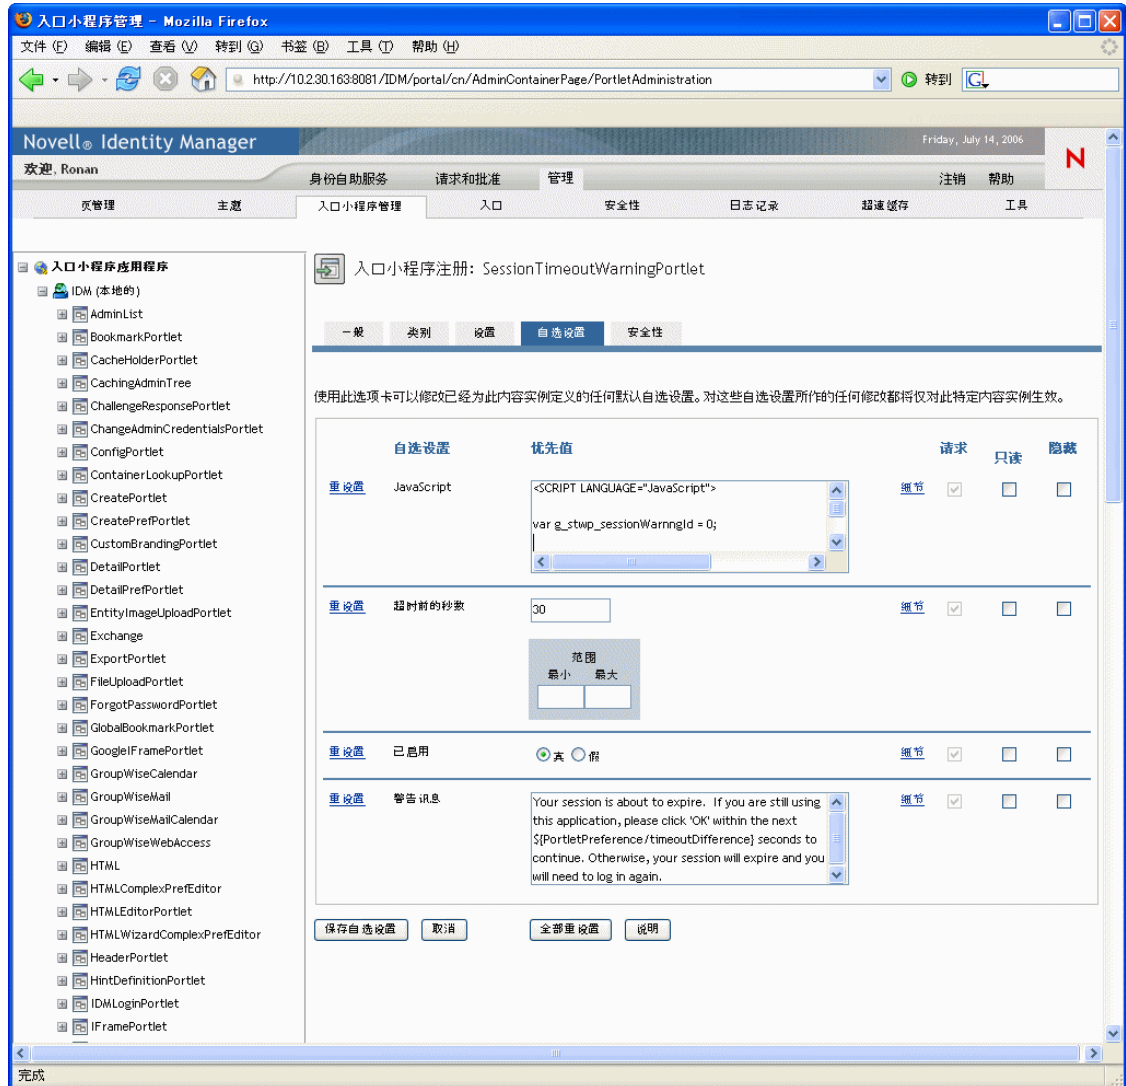 入口小程序管理 - Mozilla Firefox
文件 (F) 编辑 (E) 查看 (V) 转到 (G) 书签 (B) 工具 (T) 帮助 (H)
http://10.2.30.163:8081/IDM/portal/cn/AdminContainerPage/PortletAdministration 转到 G
Novell® Identity Manager Friday, July 14, 2006
N
欢迎, Ronan
身份自助服务 请求和批准 管理 注销 帮助
页管理 主题 入口小程序管理 入口 安全性 日志记录 超速缓存 工具
入口小程序应用程序
IDM (本地的)
AdminList
BookmarkPortlet
CacheHolderPortlet
CachingAdminTree
ChallengeResponsePortlet
ChangeAdminCredentialsPortlet
ConfigPortlet
ContainerLookupPortlet
CreatePortlet
CreatePrefPortlet
CustomBrandingPortlet
DetailPortlet
DetailPrefPortlet
EntityImageUploadPortlet
Exchange
ExportPortlet
FileUploadPortlet
ForgotPasswordPortlet
GlobalBookmarkPortlet
GoogleIFramePortlet
GroupWiseCalendar
GroupWiseMail
GroupWiseMailCalendar
GroupWiseWebAccess
HTML
HTMLComplexPrefEditor
HTMLEditorPortlet
HTMLWizardComplexPrefEditor
HeaderPortlet
HintDefinitionPortlet
IDMLoginPortlet
IFramePortlet
入口小程序注册: SessionTimeoutWarningPortlet
一般 类别 设置 自选设置 安全性
使用此选项卡可以修改已经为此内容实例定义的任何默认自选设置。对这些自选设置所作的任何修改都将仅对此特定内容实例生效。
自选设置 优先值 请求 只读 隐藏
重设置 JavaScript <SCRIPT LANGUAGE="JavaScript"> 细节
var g_stwp_sessionWarnngId = 0;
重设置 超时前的秒数 30 细节
范围
最小 最大
重设置 已启用 真 假 细节
重设置 警告讯息 Your session is about to expire. If you are still using 细节
this application, please click 'OK' within the next
${PortletPreference/timeoutDifference} seconds to
continue. Otherwise, your session will expire and you
will need to log in again.
保存自选设置 取消 全部重设置 说明
完成